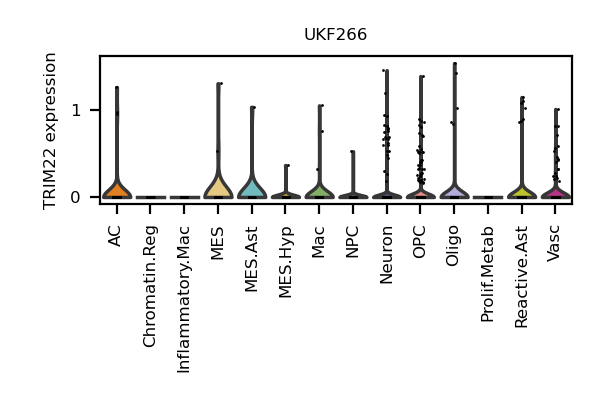 UKF266
TRIM22 expression
1
0
AC
Chromatin.Reg
Inflammatory.Mac
MES
MES.Ast
MES.Hyp
Mac
NPC
Neuron
OPC
Oligo
Prolif.Metab
Reactive.Ast
Vasc